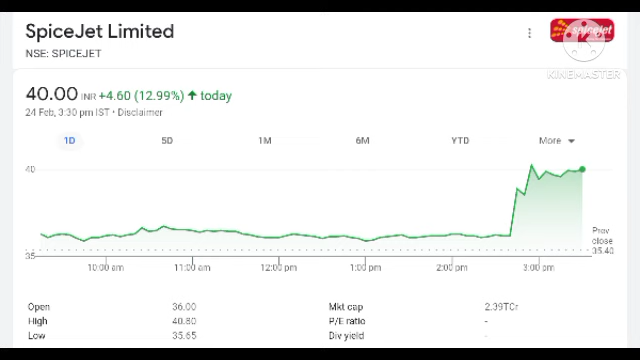 SpiceJet Limited
NSE: SPICEJET
spicejet
KINEMASTER
40.00 INR +4.60 (12.99%) ↑ today
24 Feb, 3:30 pm IST • Disclaimer
1D 5D 1M 6M YTD More
40
35
Prev
close
35.40
10:00 am 11:00 am 12:00 pm 1:00 pm 2:00 pm 3:00 pm
Open 36.00 Mkt cap 2.39TCr
High 40.80 P/E ratio -
Low 35.65 Div yield -